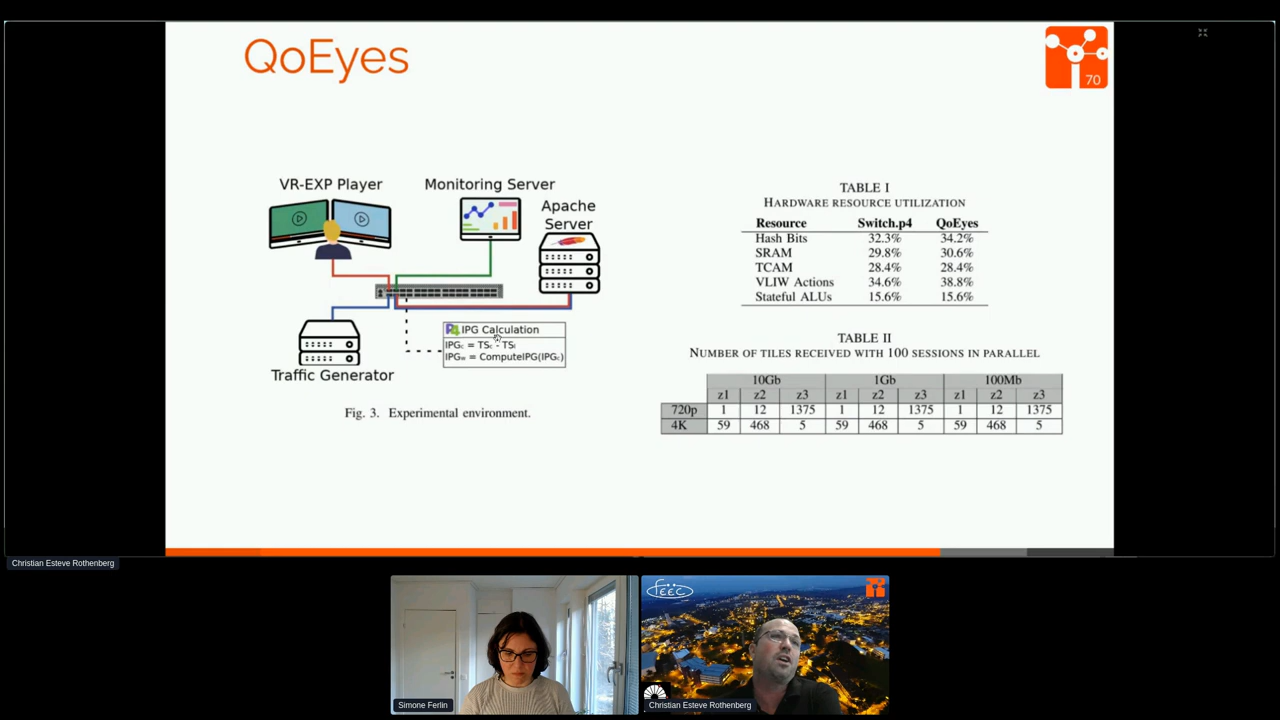 QoEyes
70
VR-EXP Player
Monitoring Server
Apache
Server
P4 IPG Calculation
IPGc = TSc - TSl
IPGw = ComputeIPG(IPGc)
Traffic Generator
Fig. 3. Experimental environment.
TABLE I
HARDWARE RESOURCE UTILIZATION
Resource Switch.p4 QoEyes
Hash Bits 32.3% 34.2%
SRAM 29.8% 30.6%
TCAM 28.4% 28.4%
VLIW Actions 34.6% 38.8%
Stateful ALUs 15.6% 15.6%
TABLE II
NUMBER OF TILES RECEIVED WITH 100 SESSIONS IN PARALLEL
10Gb 1Gb 100Mb
z1 z2 z3 z1 z2 z3 z1 z2 z3
720p 1 12 1375 1 12 1375 1 12 1375
4K 59 468 5 59 468 5 59 468 5
Christian Esteve Rothenberg
feec
Simone Ferlin
Christian Esteve Rothenberg